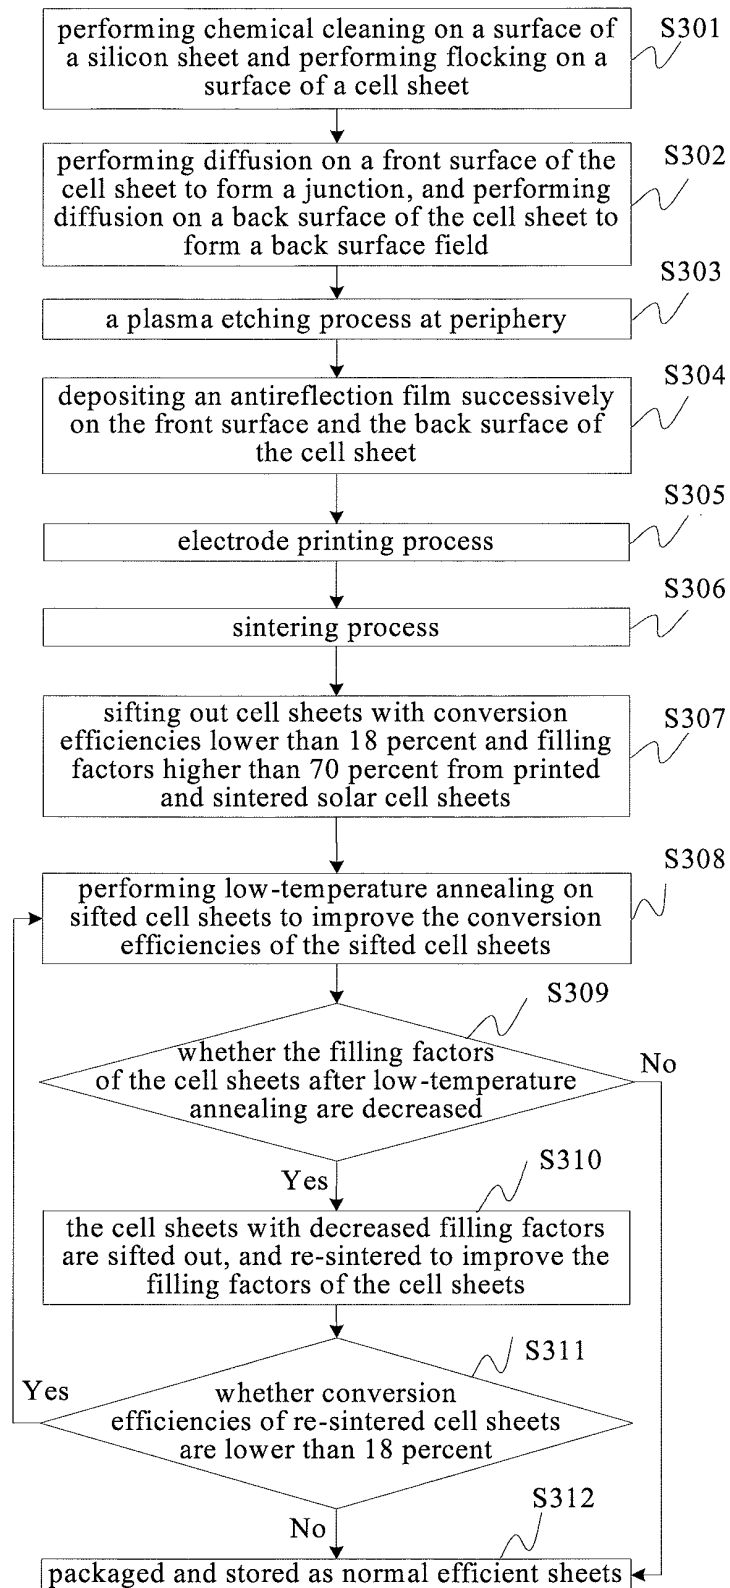 performing chemical cleaning on a surface of
a silicon sheet and performing flocking on a
surface of a cell sheet
S301
performing diffusion on a front surface of the
cell sheet to form a junction, and performing
diffusion on a back surface of the cell sheet to
form a back surface field
S302
a plasma etching process at periphery
S303
depositing an antireflection film successively
on the front surface and the back surface of
the cell sheet
S304
electrode printing process
S305
sintering process
S306
sifting out cell sheets with conversion
efficiencies lower than 18 percent and filling
factors higher than 70 percent from printed
and sintered solar cell sheets
S307
performing low-temperature annealing on
sifted cell sheets to improve the conversion
efficiencies of the sifted cell sheets
S308
whether the filling factors
of the cell sheets after low-temperature
annealing are decreased
S309
No
Yes
the cell sheets with decreased filling factors
are sifted out, and re-sintered to improve the
filling factors of the cell sheets
S310
whether conversion
efficiencies of re-sintered cell sheets
are lower than 18 percent
S311
Yes
No
packaged and stored as normal efficient sheets
S312